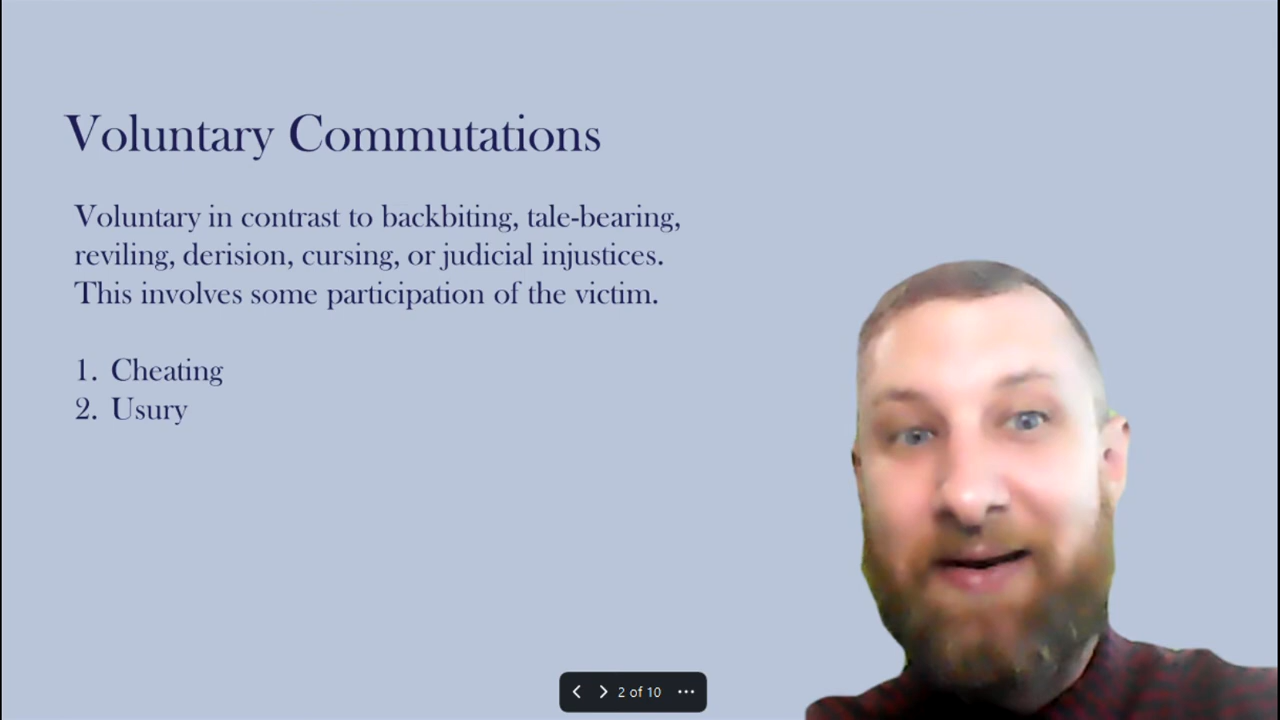 Voluntary Commutations
Voluntary in contrast to backbiting, tale-bearing,
reviling, derision, cursing, or judicial injustices.
This involves some participation of the victim.
1. Cheating
2. Usury
2 of 10